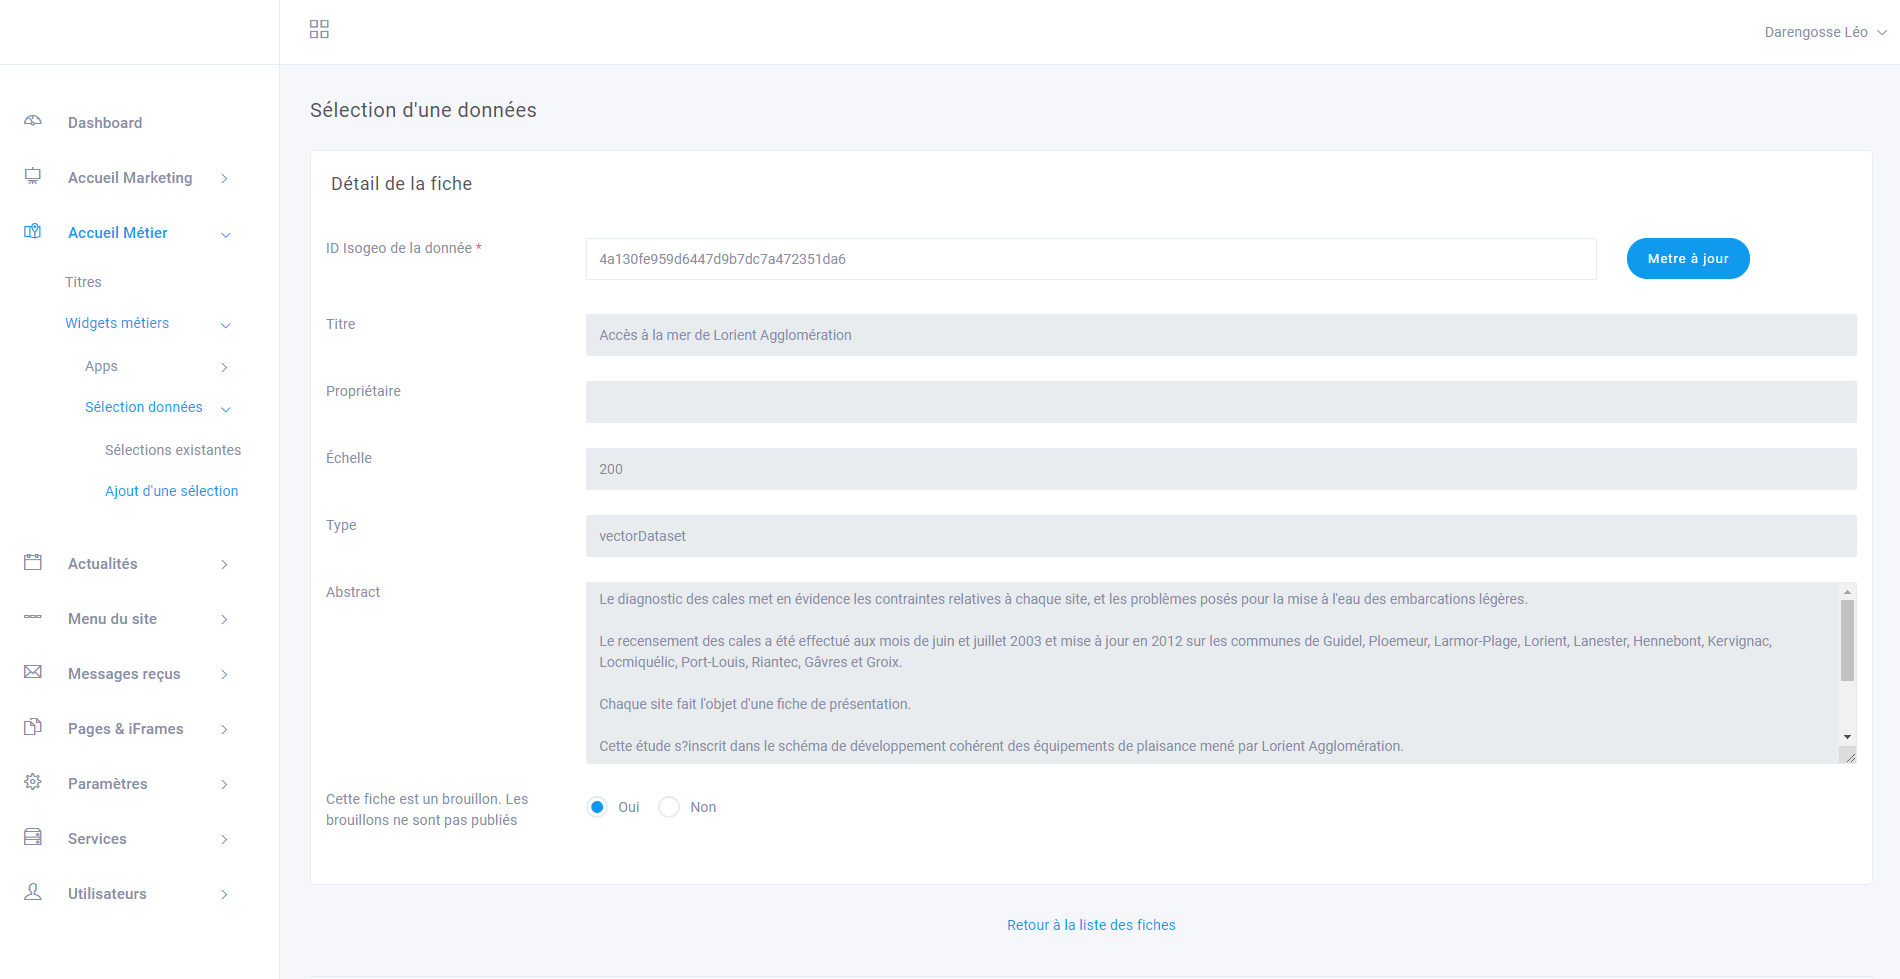 Darengosse Léo
Dashboard
Accueil Marketing
Accueil Métier
Titres
Widgets métiers
Apps
Sélection données
Sélections existantes
Ajout d'une sélection
Actualités
Menu du site
Messages reçus
Pages & iFrames
Paramètres
Services
Utilisateurs
Sélection d'une données
Détail de la fiche
ID Isogeo de la donnée *
4a130fe959d6447d9b7dc7a472351da6
Metre à jour
Titre
Accès à la mer de Lorient Agglomération
Propriétaire
Échelle
200
Type
vectorDataset
Abstract
Le diagnostic des cales met en évidence les contraintes relatives à chaque site, et les problèmes posés pour la mise à l'eau des embarcations légères.
Le recensement des cales a été effectué aux mois de juin et juillet 2003 et mise à jour en 2012 sur les communes de Guidel, Ploemeur, Larmor-Plage, Lorient, Lanester, Hennebont, Kervignac,
Locmiquélic, Port-Louis, Riantec, Gâvres et Groix.
Chaque site fait l'objet d'une fiche de présentation.
Cette étude s?inscrit dans le schéma de développement cohérent des équipements de plaisance mené par Lorient Agglomération.
Cette fiche est un brouillon. Les
brouillons ne sont pas publiés
Oui
Non
Retour à la liste des fiches